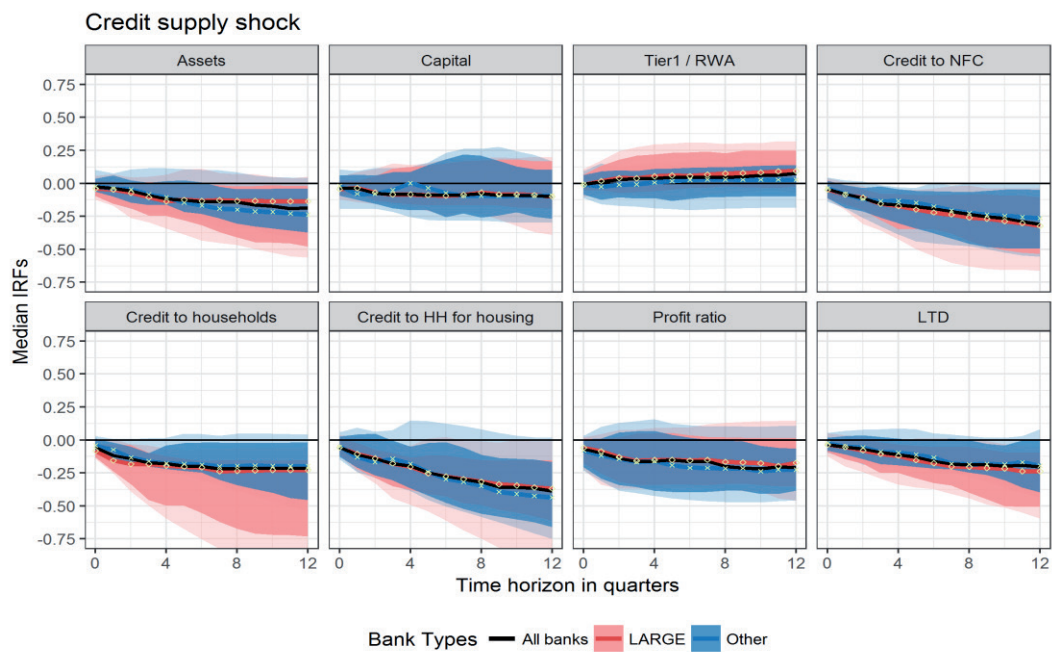 Credit supply shock
Assets
Capital
Tier1 / RWA
Credit to NFC
0.75
0.50
0.25
0.00
-0.25
-0.50
-0.75
Credit to households
Credit to HH for housing
Profit ratio
LTD
0.75
0.50
0.25
0.00
-0.25
-0.50
-0.75
Median IRFs
0 4 8 12 0 4 8 12 0 4 8 12 0 4 8 12
Time horizon in quarters
Bank Types All banks LARGE Other